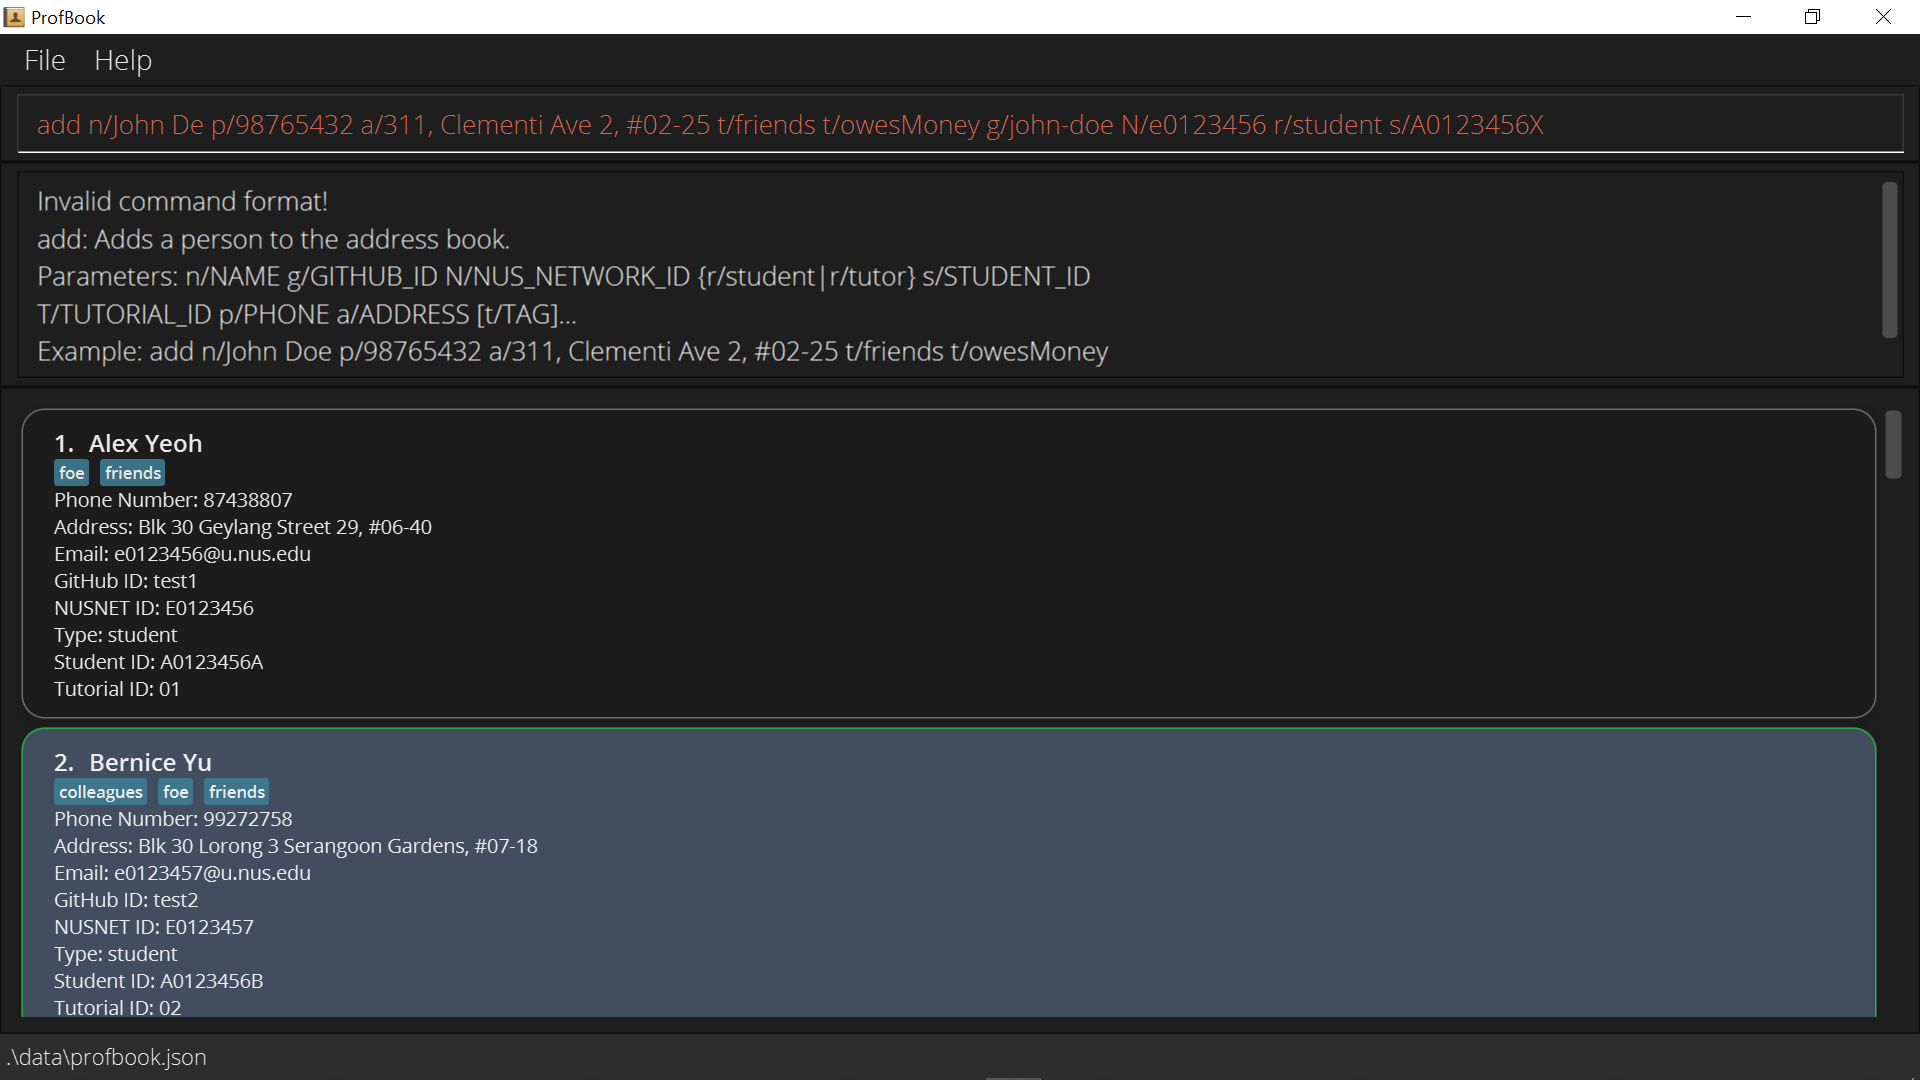 ProfBook
File Help
add n/John De p/98765432 a/311, Clementi Ave 2, #02-25 t/friends t/owesMoney g/john-doe N/e0123456 r/student s/A0123456X
Invalid command format!
add: Adds a person to the address book.
Parameters: n/NAME g/GITHUB_ID N/NUS_NETWORK_ID {r/student|r/tutor} s/STUDENT_ID
T/TUTORIAL_ID p/PHONE a/ADDRESS [t/TAG]...
Example: add n/John Doe p/98765432 a/311, Clementi Ave 2, #02-25 t/friends t/owesMoney
1. Alex Yeoh
foe friends
Phone Number: 87438807
Address: Blk 30 Geylang Street 29, #06-40
Email: e0123456@u.nus.edu
GitHub ID: test1
NUSNET ID: E0123456
Type: student
Student ID: A0123456A
Tutorial ID: 01
2. Bernice Yu
colleagues foe friends
Phone Number: 99272758
Address: Blk 30 Lorong 3 Serangoon Gardens, #07-18
Email: e0123457@u.nus.edu
GitHub ID: test2
NUSNET ID: E0123457
Type: student
Student ID: A0123456B
Tutorial ID: 02
.\data\profbook.json